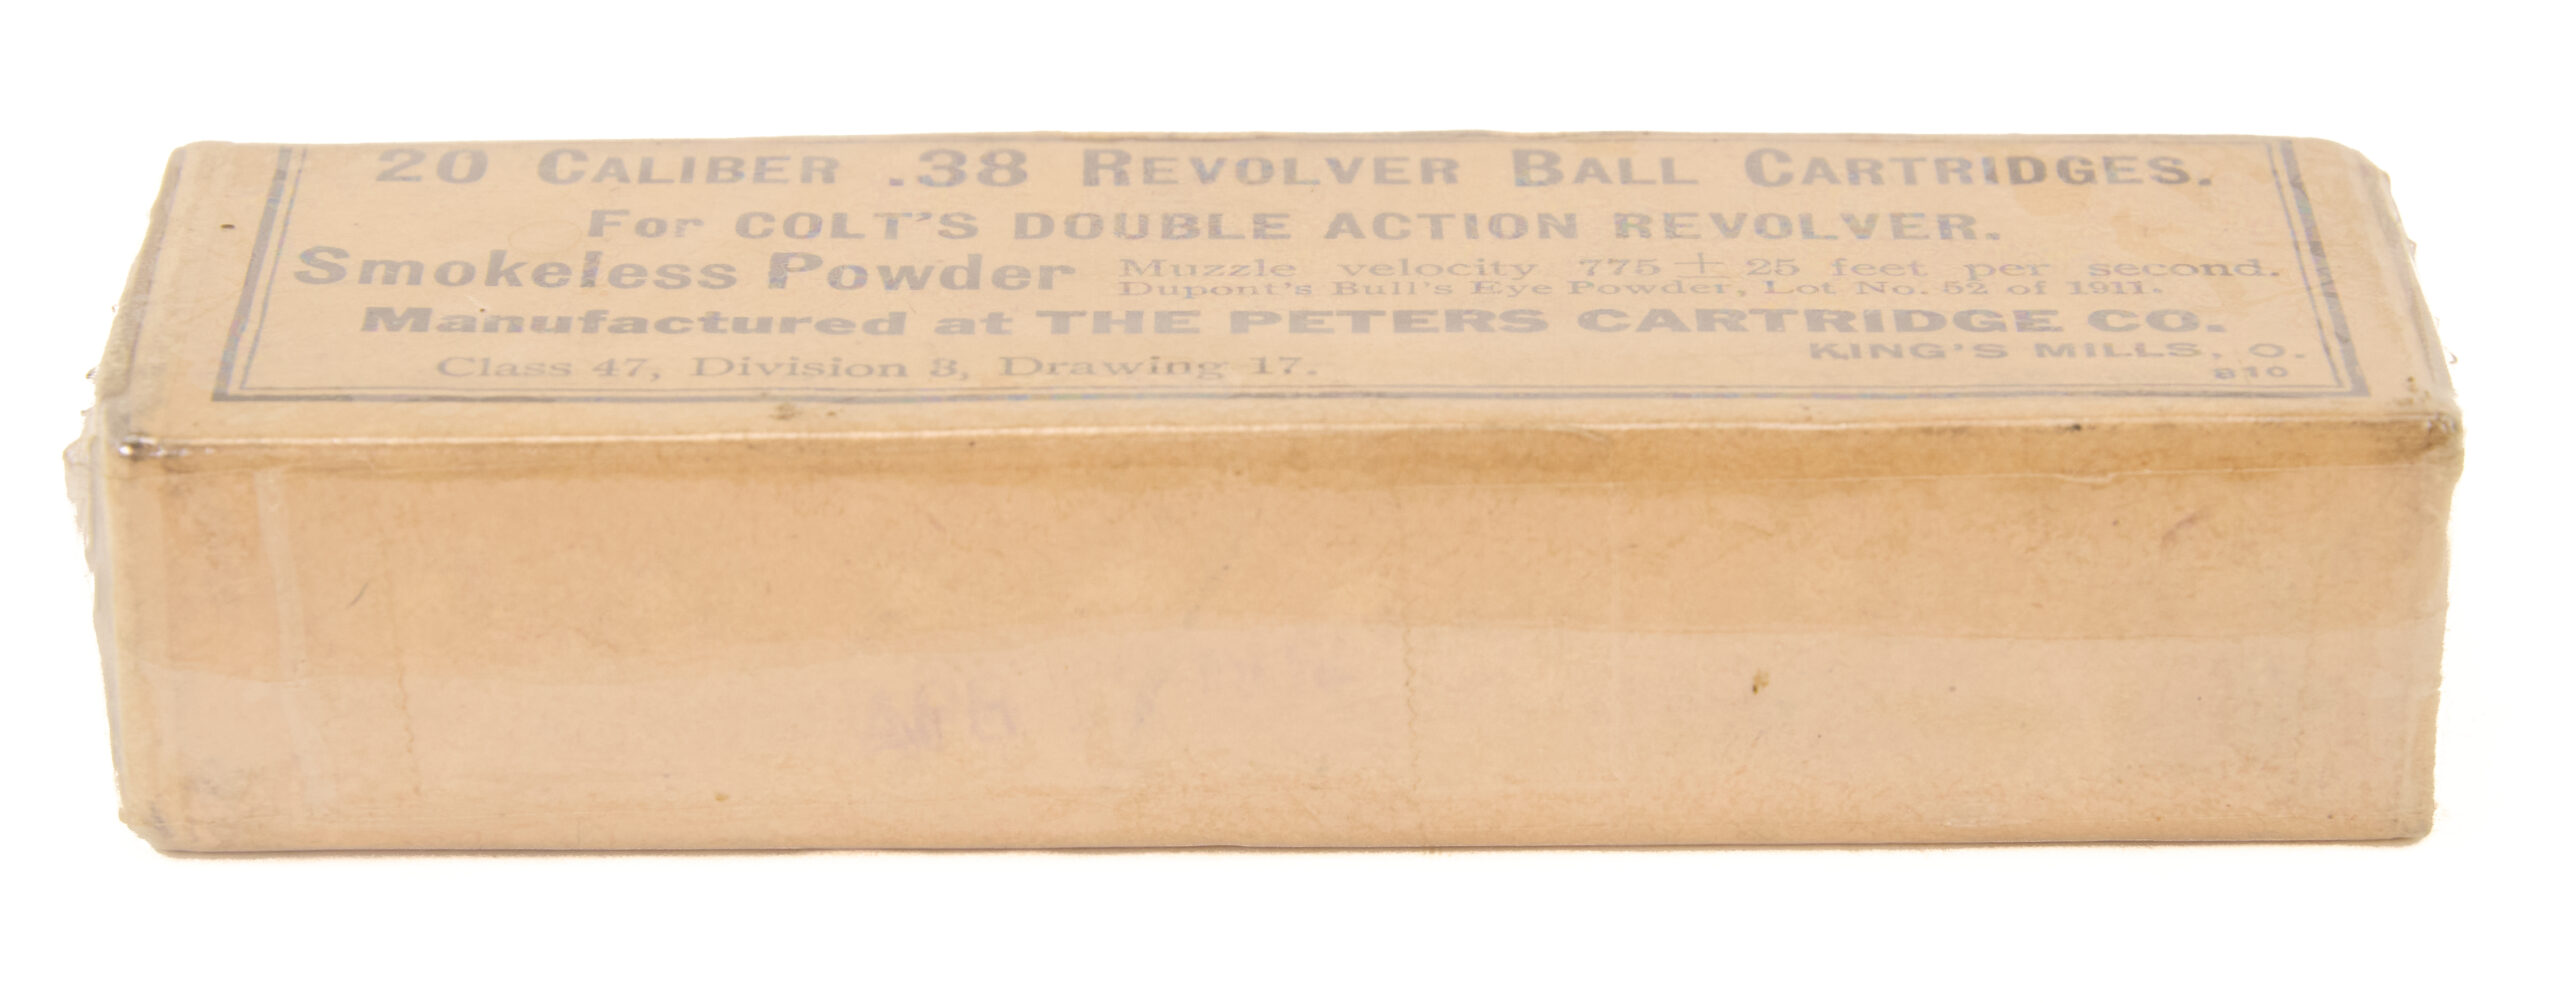 20 CALIBER .38 REVOLVER BALL CARTRIDGES.
For COLT'S DOUBLE ACTION REVOLVER.
Smokeless Powder Muzzle velocity 775 ± 25 feet per second.
Dupont's Bull's Eye Powder, Lot No. 52 of 1911.
Manufactured at THE PETERS CARTRIDGE CO.
KING'S MILLS, O.
Class 47, Division 3, Drawing 17.
810